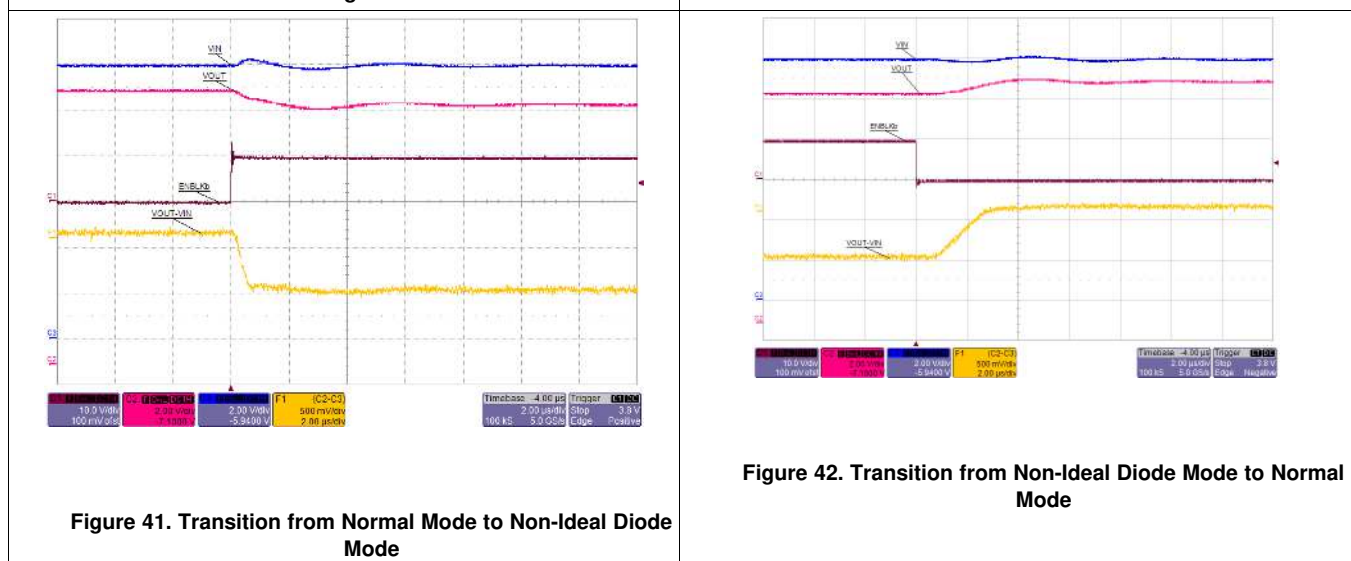 VIN
VOUT
ENBLKb
VOUT-VIN
10.0 V/div
100 mV ofst
2.00 V/div
-7.1000 V
2.00 V/div
-5.9400 V
F1 (C2-C3)
500 mV/div
2.00 µs/div
Timebase -4.00 µs
2.00 µs/div
100 kS 5.0 GS/s
Trigger C1 DC
Stop 3.8 V
Edge Positive
Figure 41. Transition from Normal Mode to Non-Ideal Diode
Mode
VIN
VOUT
ENBLKb
VOUT-VIN
10.0 V/div
100 mV ofst
2.00 V/div
-7.1000 V
2.00 V/div
-5.9400 V
F1 (C2-C3)
500 mV/div
2.00 µs/div
Timebase -4.00 µs
2.00 µs/div
100 kS 5.0 GS/s
Trigger C1 DC
Stop 3.8 V
Edge Negative
Figure 42. Transition from Non-Ideal Diode Mode to Normal
Mode